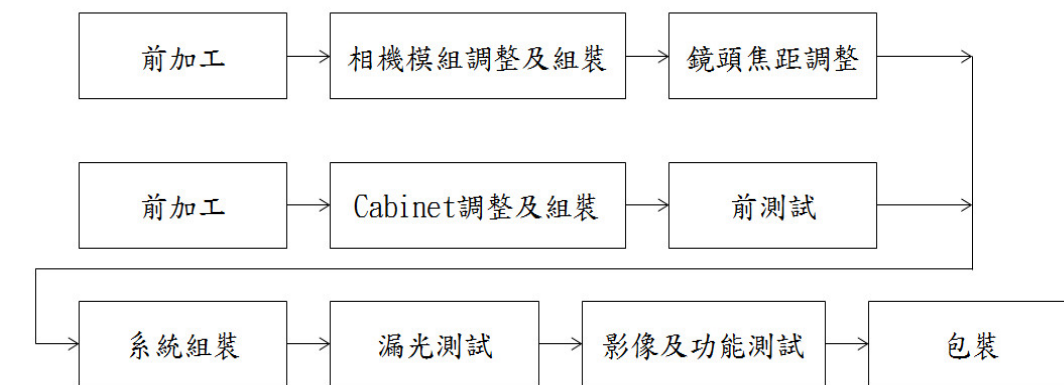 前加工
相機模組調整及組裝
鏡頭焦距調整
前加工
Cabinet調整及組裝
前測試
系統組裝
漏光測試
影像及功能測試
包裝